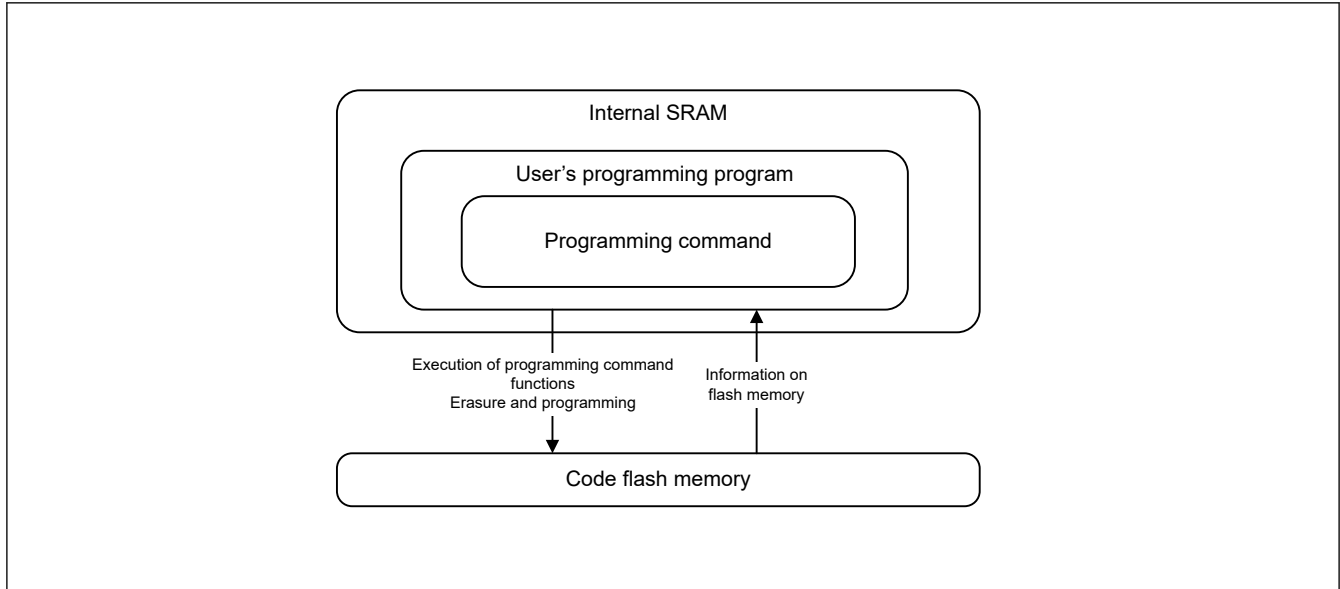 Internal SRAM
User’s programming program
Programming command
Execution of programming command
functions
Erasure and programming
Information on
flash memory
Code flash memory